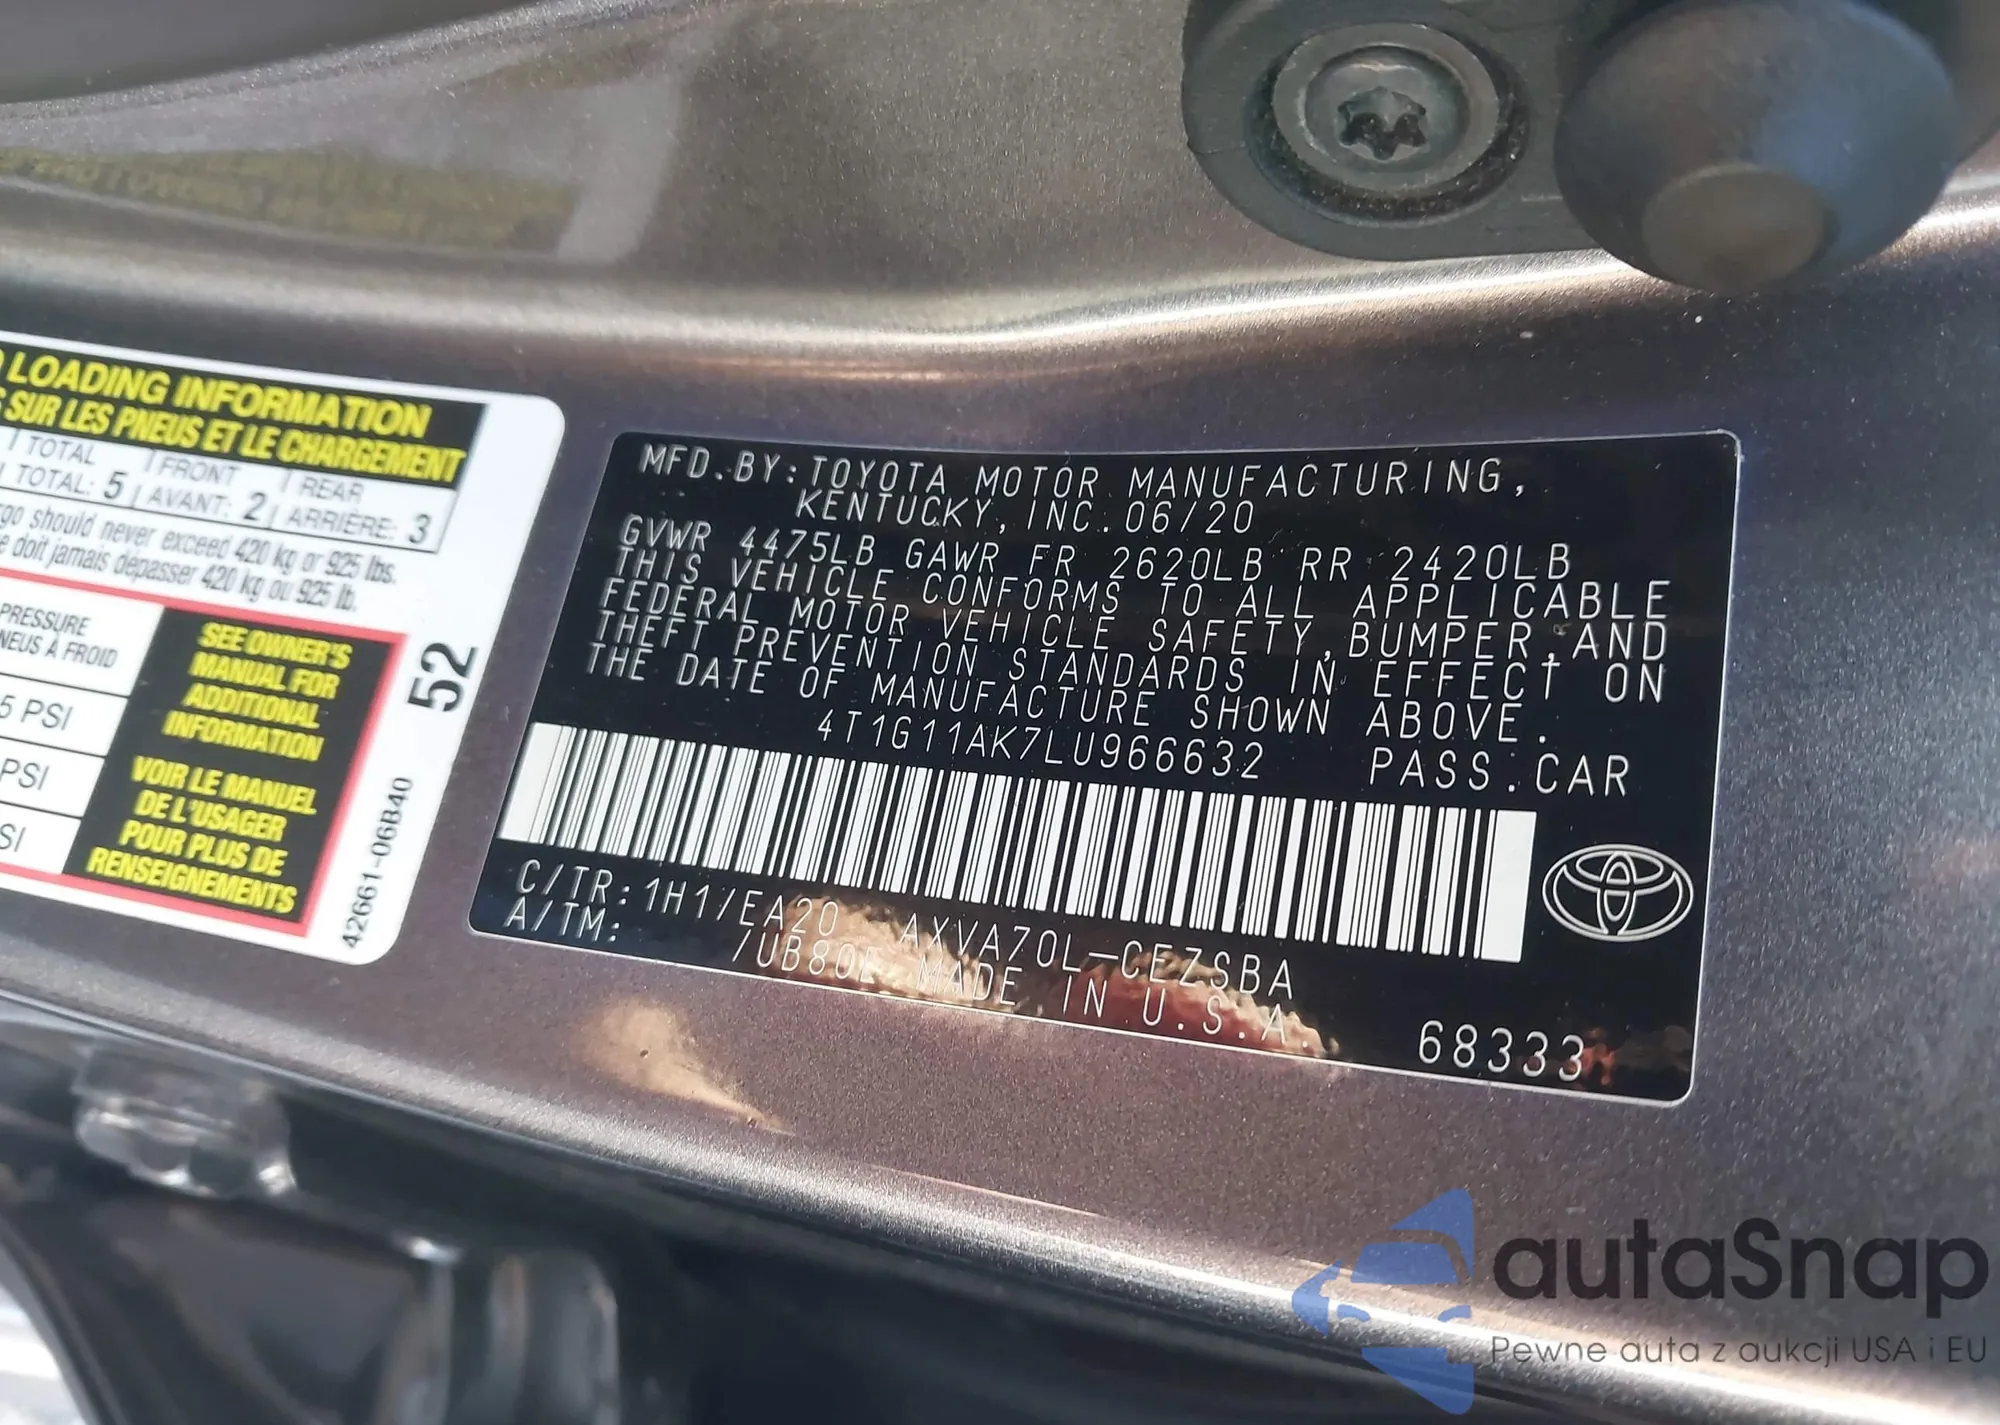 LOADING INFORMATION
SUR LES PNEUS ET LE CHARGEMENT
TOTAL | FRONT | REAR
TOTAL: 5 | AVANT: 2 | ARRIÈRE: 3
should never exceed 420 kg or 925 lbs.
doit jamais dépasser 420 kg ou 925 lb.
PRESSURE
À FROID
5 PSI
PSI
SEE OWNER'S
MANUAL FOR
ADDITIONAL
INFORMATION
VOIR LE MANUEL
DE L'USAGER
POUR PLUS DE
RENSEIGNEMENTS
52
42661-06B40
MFD.BY:TOYOTA MOTOR MANUFACTURING,
KENTUCKY, INC.06/20
GVWR 4475LB GAWR FR 2620LB RR 2420LB
THIS VEHICLE CONFORMS TO ALL APPLICABLE
FEDERAL MOTOR VEHICLE SAFETY,BUMPER,AND
THEFT PREVENTION STANDARDS IN EFFECT ON
THE DATE OF MANUFACTURE SHOWN ABOVE.
4T1G11AK7LU966632 PASS.CAR
C/TR:1H1/EA20 AXVA70L-CEZSBA
A/TM: /UB80E MADE IN U.S.A.
68333
autaSnap
Pewne auta z aukcji USA i EU